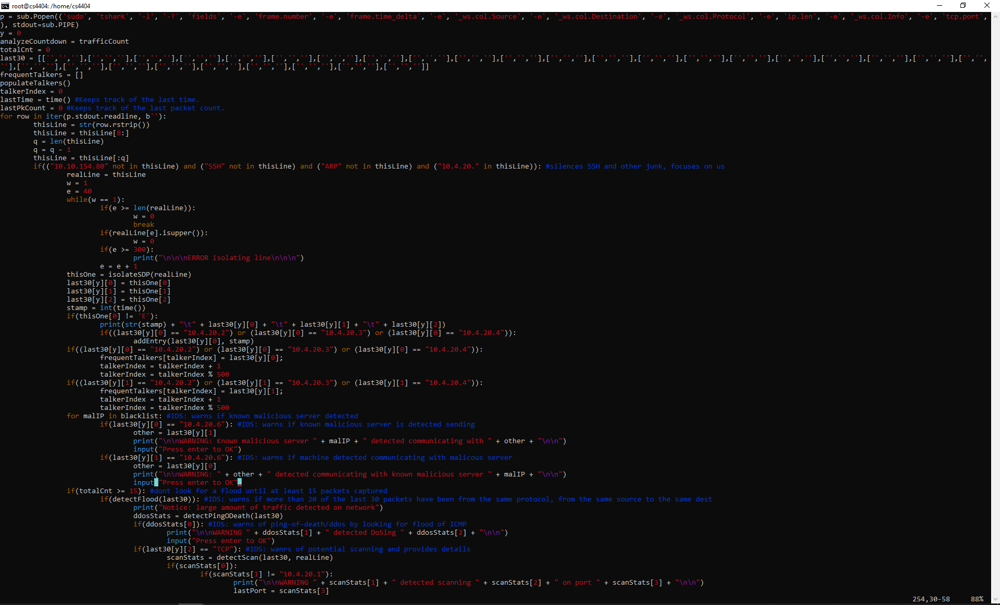 root@cs4404: /home/cs4404
p = sub.Popen(('sudo', 'tshark', '-l', '-T', 'fields', '-e', 'frame.number', '-e', 'frame.time_delta', '-e', '_ws.col.Source', '-e', '_ws.col.Destination', '-e', '_ws.col.Protocol', '-e', 'ip.len', '-e', '_ws.col.Info', '-e', 'tcp.port',
), stdout=sub.PIPE)
y = 0
analyzeCountdown = trafficCount
totalCnt = 0
last30 = [['','',''],['','',''],['','',''],['','',''],['','',''],['','',''],['','',''],['','',''],['','',''],['','',''],['','',''],['','',''],['','',''],['','',''],['','',''],['','',''],['','',''],['','',''],['','',''],['','',''],['','',
''],['','',''],['','',''],['','',''],['','',''],['','',''],['','',''],['','',''],['','',''],['','','']]
frequentTalkers = []
populateTalkers()
talkerIndex = 0
lastTime = time() #Keeps track of the last time.
lastPkCount = 0 #Keeps track of the last packet count.
for row in iter(p.stdout.readline, b''):
        thisLine = str(row.rstrip())
        thisLine = thisLine[8:]
        q = len(thisLine)
        q = q - 1
        thisLine = thisLine[:q]
        if(("10.10.154.80" not in thisLine) and ("SSH" not in thisLine) and ("ARP" not in thisLine) and ("10.4.20." in thisLine)): #silences SSH and other junk, focuses on us
                realLine = thisLine
                w = 1
                e = 40
                while(w == 1):
                        if(e >= len(realLine)):
                                w = 0
                                break
                        if(realLine[e].isupper()):
                                w = 0
                        if(e >= 300):
                                print("\n\n\nERROR isolating line\n\n\n")
                        e = e + 1
                thisOne = isolateSDP(realLine)
                last30[y][0] = thisOne[0]
                last30[y][1] = thisOne[1]
                last30[y][2] = thisOne[2]
                stamp = int(time())
                if(thisOne[0] != 'E'):
                        print(str(stamp) + "\t" + last30[y][0] + "\t" + last30[y][1] + "\t" + last30[y][2])
                        if((last30[y][0] == "10.4.20.2") or (last30[y][0] == "10.4.20.3") or (last30[y][0] == "10.4.20.4")):
                                addEntry(last30[y][0], stamp)
                if((last30[y][0] == "10.4.20.2") or (last30[y][0] == "10.4.20.3") or (last30[y][0] == "10.4.20.4")):
                        frequentTalkers[talkerIndex] = last30[y][0];
                        talkerIndex = talkerIndex + 1
                        talkerIndex = talkerIndex % 500
                if((last30[y][1] == "10.4.20.2") or (last30[y][1] == "10.4.20.3") or (last30[y][1] == "10.4.20.4")):
                        frequentTalkers[talkerIndex] = last30[y][1];
                        talkerIndex = talkerIndex + 1
                        talkerIndex = talkerIndex % 500
                for malIP in blacklist: #IDS: warns if known malicious server detected
                        if(last30[y][0] == "10.4.20.6"): #IDS: warns if known malicious server is detected sending
                                other = last30[y][1]
                                print("\n\nWARNING: Known malicious server " + malIP + " detected communicating with " + other + "\n\n")
                                input("Press enter to OK")
                        if(last30[y][1] == "10.4.20.6"): #IDS: warns if machine detected communicating with malicous server
                                other = last30[y][0]
                                print("\n\nWARNING: " + other + " detected communicating with known malicious server " + malIP + "\n\n")
                                input("Press enter to OK")
                if(totalCnt >= 15): #dont look for a flood until at least 15 packets captured
                        if(detectFlood(last30)): #IDS: warns if more than 20 of the last 30 packets have been from the same protocol, from the same source to the same dest
                                print("Notice: large amount of traffic detected on network")
                                ddosStats = detectPingODeath(last30)
                                if(ddosStats[0]): #IDS: warns of ping-of-death/ddos by looking for flood of ICMP
                                        print("\n\nWARNING " + ddosStats[1] + " detected DoSing " + ddosStats[2] + "\n\n")
                                        input("Press enter to OK")
                                if(last30[y][2] == "TCP"): #IDS: wanrs of potential scanning and provides details
                                        scanStats = detectScan(last30, realLine)
                                        if(scanStats[0]):
                                                if(scanStats[1] != "10.4.20.1"):
                                                        print("\n\nWARNING " + scanStats[1] + " detected scanning " + scanStats[2] + " on port " + scanStats[3] + "\n\n")
                                                        lastPort = scanStats[3]
254,30-58     88%